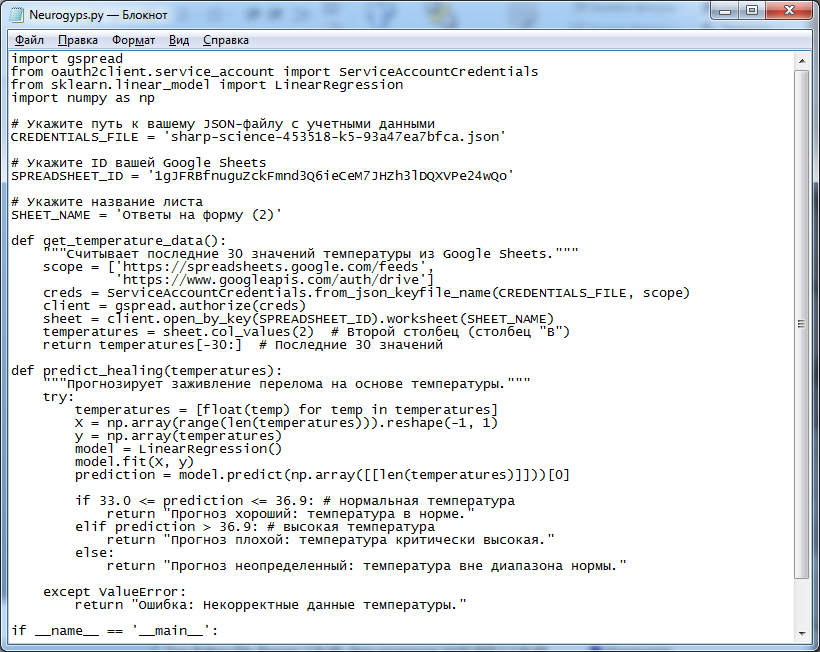 Neurogyps.py — Блокнот
Файл Правка Формат Вид Справка
import gspread
from oauth2client.service_account import ServiceAccountCredentials
from sklearn.linear_model import LinearRegression
import numpy as np

# Укажите путь к вашему JSON-файлу с учетными данными
CREDENTIALS_FILE = 'sharp-science-453518-k5-93a47ea7bfca.json'

# Укажите ID вашей Google Sheets
SPREADSHEET_ID = '1gJFRBfnuguZckFmnd3Q6ieCeM7JHZh3lDQXVPe24wQo'

# Укажите название листа
SHEET_NAME = 'Ответы на форму (2)'

def get_temperature_data():
    """Считывает последние 30 значений температуры из Google Sheets."""
    scope = ['https://spreadsheets.google.com/feeds',
             'https://www.googleapis.com/auth/drive']
    creds = ServiceAccountCredentials.from_json_keyfile_name(CREDENTIALS_FILE, scope)
    client = gspread.authorize(creds)
    sheet = client.open_by_key(SPREADSHEET_ID).worksheet(SHEET_NAME)
    temperatures = sheet.col_values(2)  # Второй столбец (столбец "B")
    return temperatures[-30:]  # Последние 30 значений

def predict_healing(temperatures):
    """Прогнозирует заживление перелома на основе температуры."""
    try:
        temperatures = [float(temp) for temp in temperatures]
        X = np.array(range(len(temperatures))).reshape(-1, 1)
        y = np.array(temperatures)
        model = LinearRegression()
        model.fit(X, y)
        prediction = model.predict(np.array([[len(temperatures)]]))[0]

        if 33.0 <= prediction <= 36.9: # нормальная температура
            return "Прогноз хороший: температура в норме."
        elif prediction > 36.9: # высокая температура
            return "Прогноз плохой: температура критически высокая."
        else:
            return "Прогноз неопределенный: температура вне диапазона нормы."

    except ValueError:
        return "Ошибка: Некорректные данные температуры."

if __name__ == '__main__':